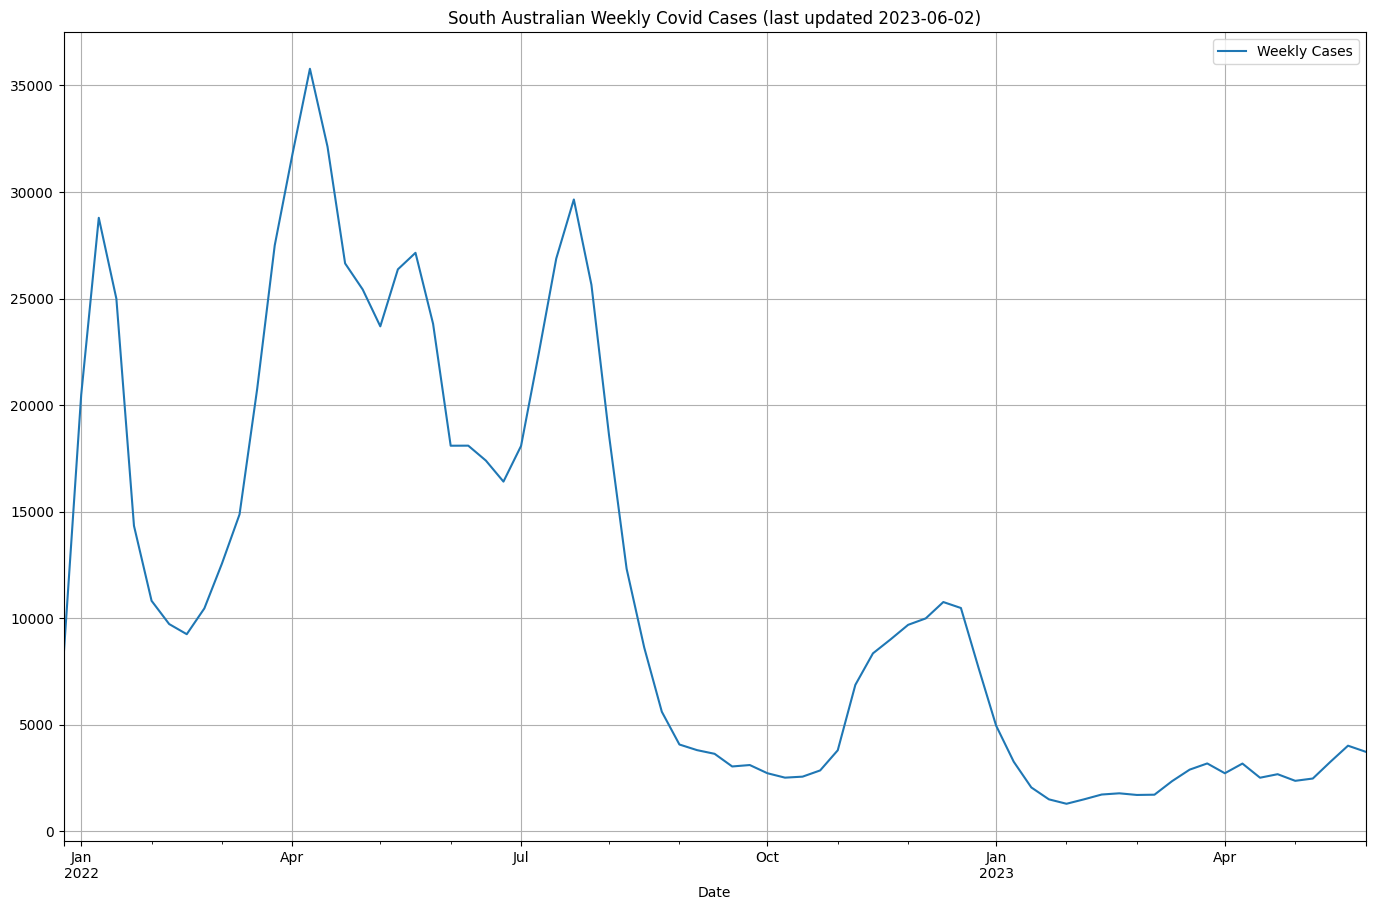 South Australian Weekly Covid Cases (last updated 2023-06-02)
Weekly Cases
35000
30000
25000
20000
15000
10000
5000
0
Jan Apr Jul Oct Jan Apr
2022 2023
Date